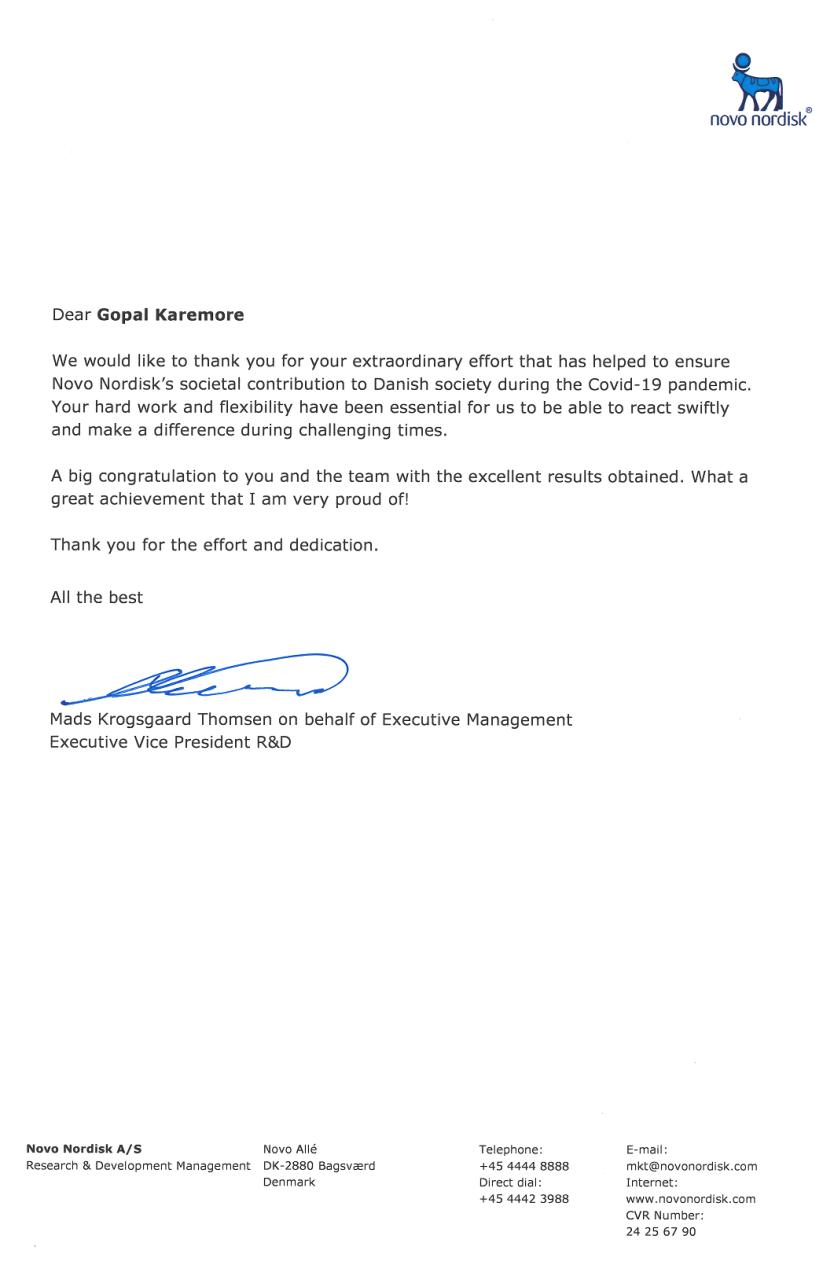 novo nordisk®
Dear Gopal Karemore
We would like to thank you for your extraordinary effort that has helped to ensure
Novo Nordisk's societal contribution to Danish society during the Covid-19 pandemic.
Your hard work and flexibility have been essential for us to be able to react swiftly
and make a difference during challenging times.
A big congratulation to you and the team with the excellent results obtained. What a
great achievement that I am very proud of!
Thank you for the effort and dedication.
All the best
Mads Krogsgaard Thomsen on behalf of Executive Management
Executive Vice President R&D
Novo Nordisk A/S
Research & Development Management
Novo Allé
DK-2880 Bagsværd
Denmark
Telephone:
+45 4444 8888
Direct dial:
+45 4442 3988
E-mail:
mkt@novonordisk.com
Internet:
www.novonordisk.com
CVR Number:
24 25 67 90